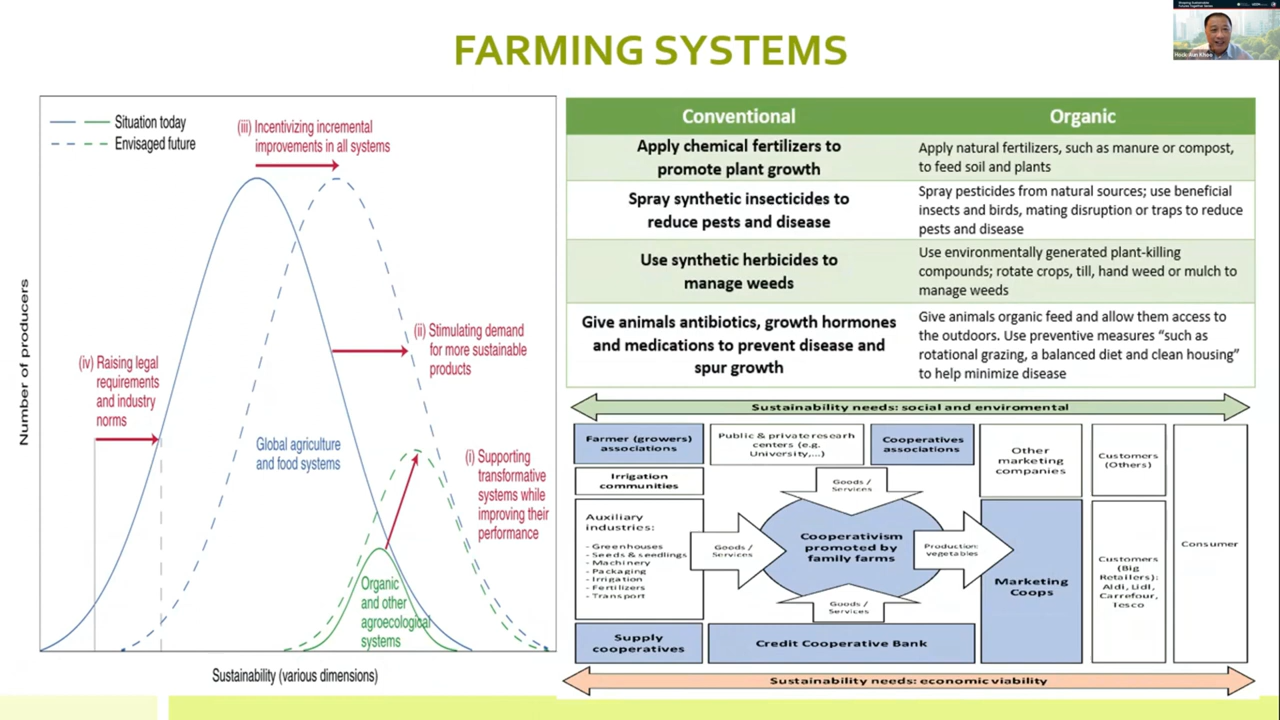 FARMING SYSTEMS
Situation today
Envisaged future
(iii) Incentivizing incremental
improvements in all systems
(ii) Stimulating demand
for more sustainable
products
(iv) Raising legal
requirements
and industry
norms
Global agriculture
and food systems
(i) Supporting
transformative
systems while
improving their
performance
Organic
and other
agroecological
systems
Number of producers
Sustainability (various dimensions)
Conventional
Organic
Apply chemical fertilizers to
promote plant growth
Apply natural fertilizers, such as manure or compost,
to feed soil and plants
Spray synthetic insecticides to
reduce pests and disease
Spray pesticides from natural sources; use beneficial
insects and birds, mating disruption or traps to reduce
pests and disease
Use synthetic herbicides to
manage weeds
Use environmentally generated plant-killing
compounds; rotate crops, till, hand weed or mulch to
manage weeds
Give animals antibiotics, growth hormones
and medications to prevent disease and
spur growth
Give animals organic feed and allow them access to
the outdoors. Use preventive measures “such as
rotational grazing, a balanced diet and clean housing”
to help minimize disease
Sustainability needs: social and enviromental
Farmer (growers)
associations
Public & private researh
centers (e.g.
University,...)
Cooperatives
associations
Other
marketing
companies
Customers
(Others)
Irrigation
communities
Goods /
Services
Auxiliary
industries:
- Greenhouses
- Seeds & seedlings
- Machinery
- Packaging
- Irrigation
- Fertilizers
- Transport
Goods /
Services
Cooperativism
promoted by
family farms
Production:
vegetables
Marketing
Coops
Customers
(Big
Retailers):
Aldi, Lidl,
Carrefour,
Tesco
Consumer
Goods /
Services
Supply
cooperatives
Credit Cooperative Bank
Sustainability needs: economic viability